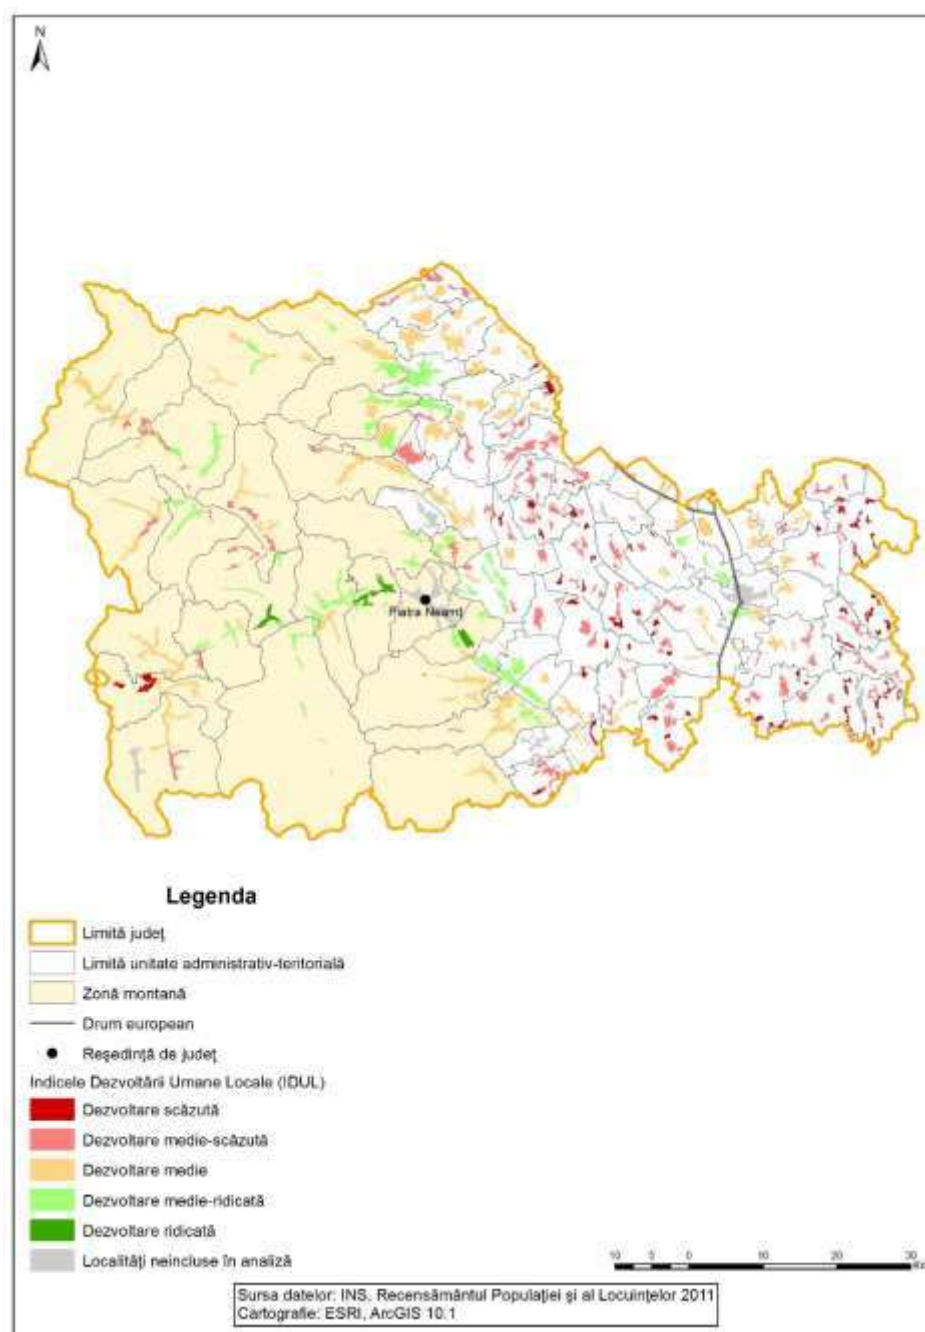 N
Piatra Neamț
Legenda
Limită județ
Limită unitate administrativ-teritorială
Zonă montană
Drum european
Reședință de județ
Indicele Dezvoltării Umane Locale (IDUL)
Dezvoltare scăzută
Dezvoltare medie-scăzută
Dezvoltare medie
Dezvoltare medie-ridicată
Dezvoltare ridicată
Localități neincluse în analiză
10 5 0 10 20 30
Sursa datelor: INS, Recensământul Populației și al Locuințelor 2011
Cartografie: ESRI, ArcGIS 10.1